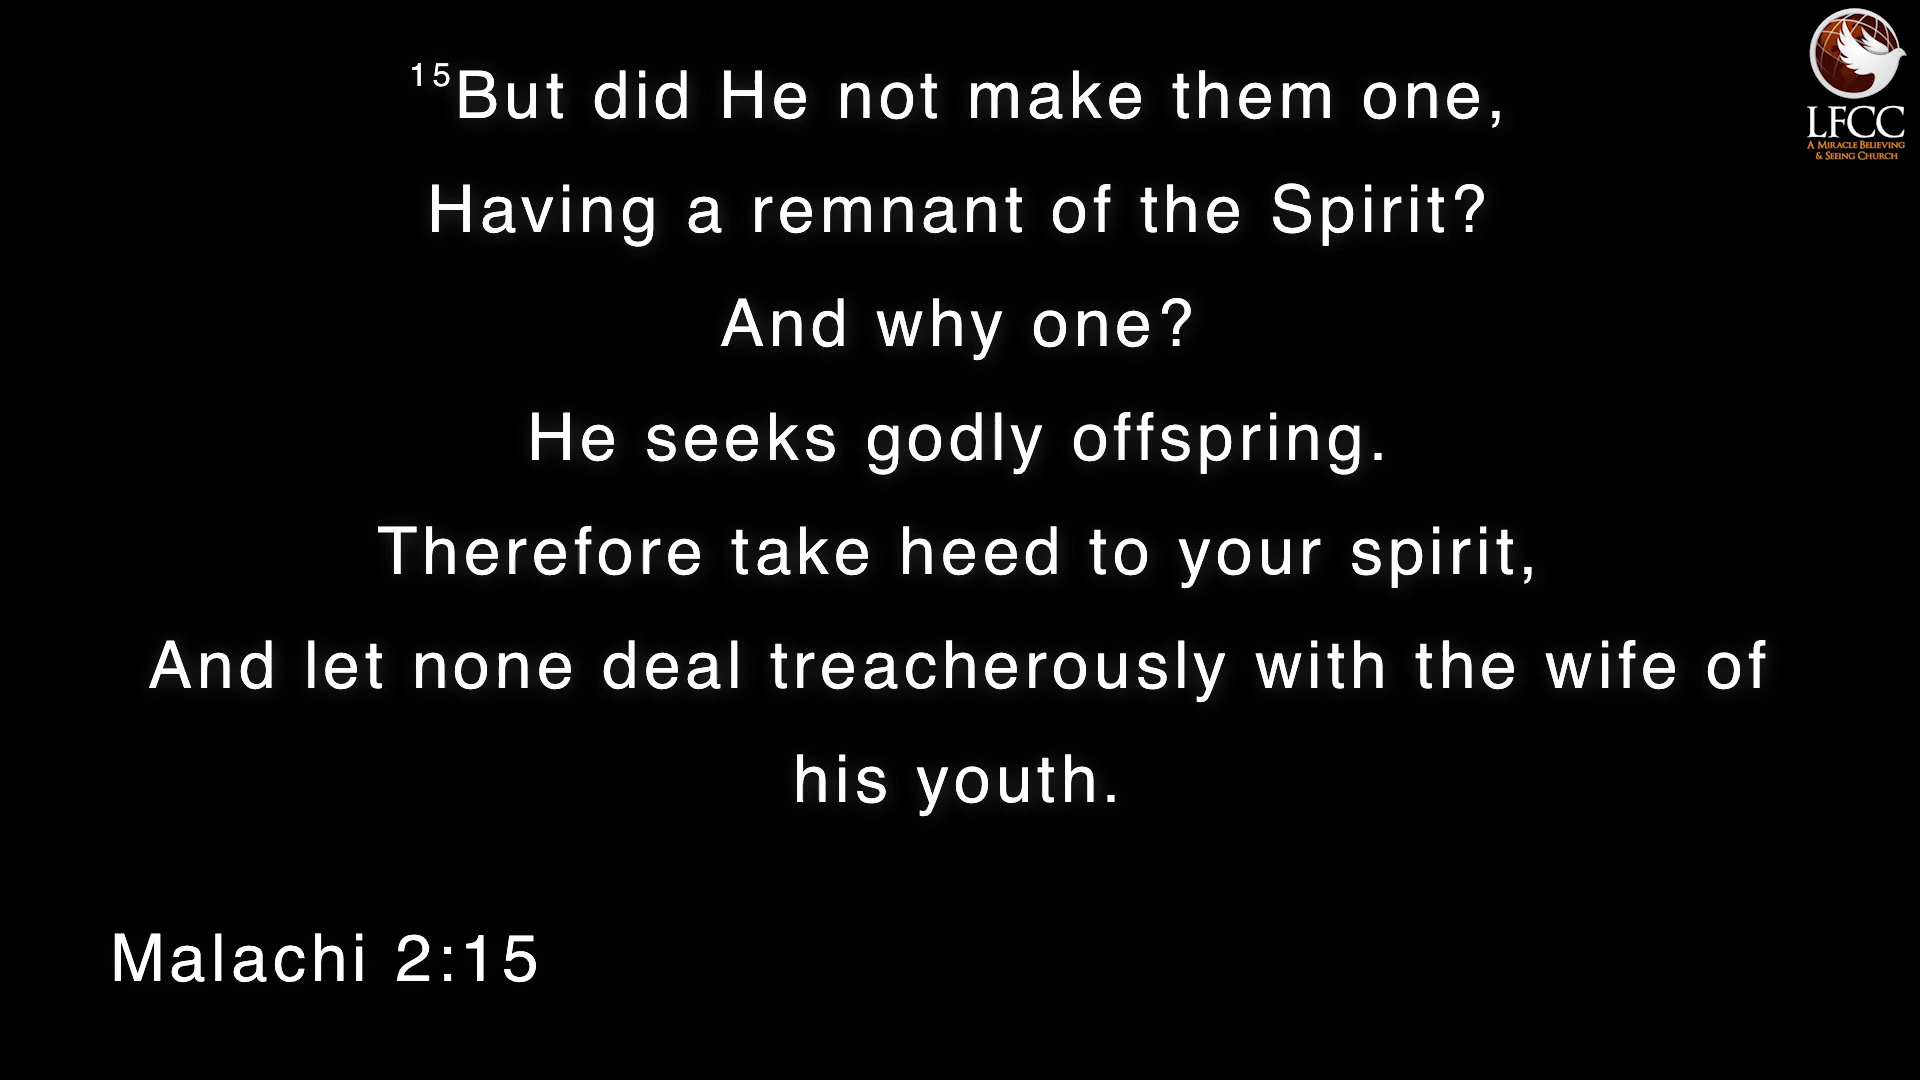 15But did He not make them one,
Having a remnant of the Spirit?
And why one?
He seeks godly offspring.
Therefore take heed to your spirit,
And let none deal treacherously with the wife of
his youth.
Malachi 2:15
LFCC
A Miracle Believing
& Seeing Church